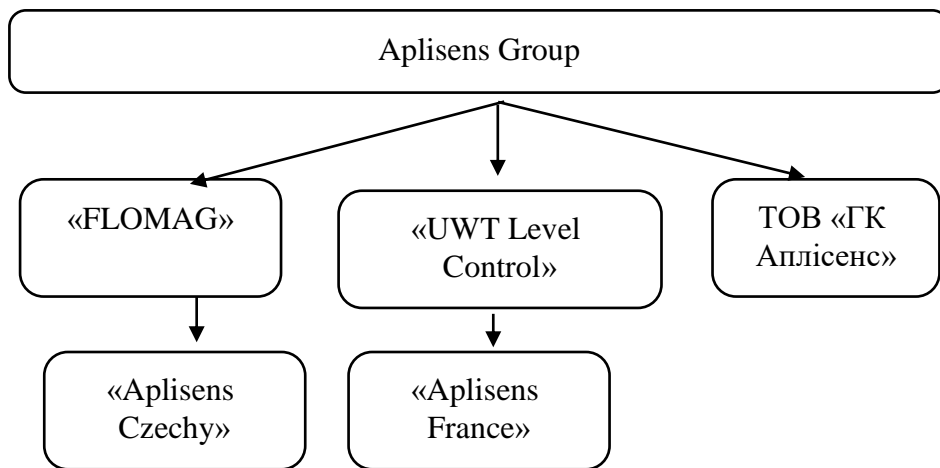 Aplisens Group
«FLOMAG»
«UWT Level
Control»
ТОВ «ГК
Аплісенс»
«Aplisens
Czechy»
«Aplisens
France»